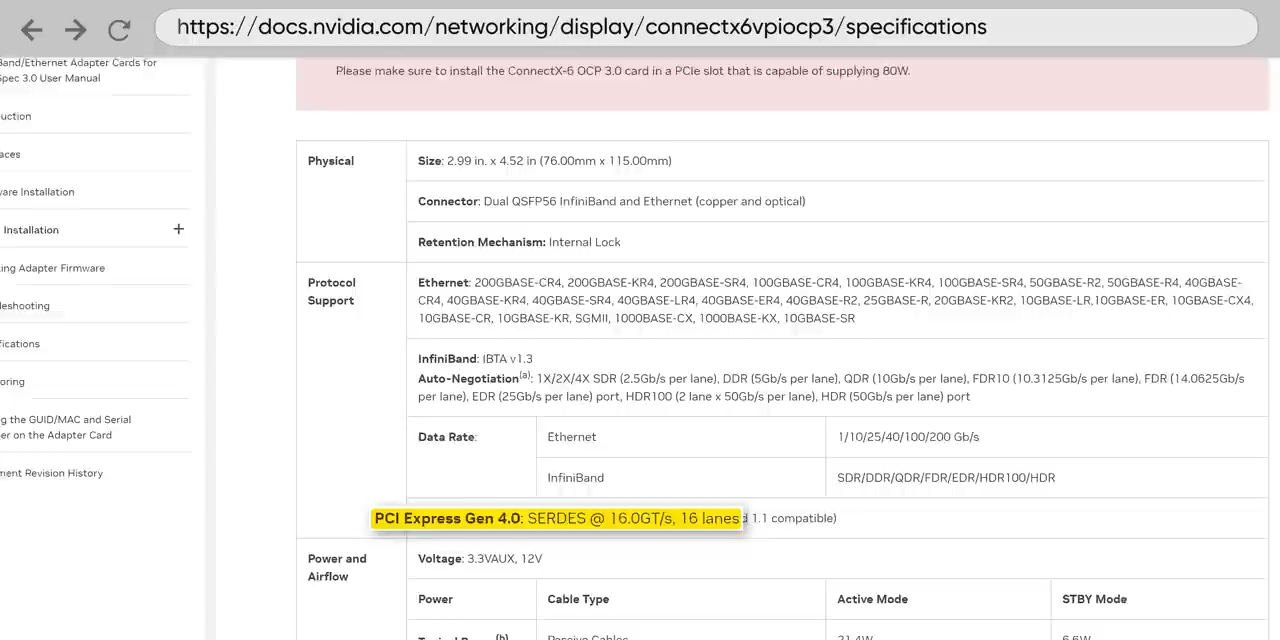 https://docs.nvidia.com/networking/display/connectx6vpiocp3/specifications
Band/Ethernet Adapter Cards for
Spec 3.0 User Manual
uction
aces
ware Installation
Installation
ing Adapter Firmware
leshooting
fications
oring
g the GUID/MAC and Serial
er on the Adapter Card
ment Revision History
Please make sure to install the ConnectX-6 OCP 3.0 card in a PCIe slot that is capable of supplying 80W.
Physical
Size: 2.99 in. x 4.52 in (76.00mm x 115.00mm)
Connector: Dual QSFP56 InfiniBand and Ethernet (copper and optical)
Retention Mechanism: Internal Lock
Protocol
Support
Ethernet: 200GBASE-CR4, 200GBASE-KR4, 200GBASE-SR4, 100GBASE-CR4, 100GBASE-KR4, 100GBASE-SR4, 50GBASE-R2, 50GBASE-R4, 40GBASE-
CR4, 40GBASE-KR4, 40GBASE-SR4, 40GBASE-LR4, 40GBASE-ER4, 40GBASE-R2, 25GBASE-R, 20GBASE-KR2, 10GBASE-LR,10GBASE-ER, 10GBASE-CX4,
10GBASE-CR, 10GBASE-KR, SGMII, 1000BASE-CX, 1000BASE-KX, 10GBASE-SR
InfiniBand: IBTA v1.3
Auto-Negotiation(a): 1X/2X/4X SDR (2.5Gb/s per lane), DDR (5Gb/s per lane), QDR (10Gb/s per lane), FDR10 (10.3125Gb/s per lane), FDR (14.0625Gb/s
per lane), EDR (25Gb/s per lane) port, HDR100 (2 lane x 50Gb/s per lane), HDR (50Gb/s per lane) port
Data Rate: Ethernet 1/10/25/40/100/200 Gb/s
InfiniBand SDR/DDR/QDR/FDR/EDR/HDR100/HDR
PCI Express Gen 4.0: SERDES @ 16.0GT/s, 16 lanes d 1.1 compatible)
Power and
Airflow
Voltage: 3.3VAUX, 12V
Power Cable Type Active Mode STBY Mode
(b) Passive Cables 21.4W 6.6W